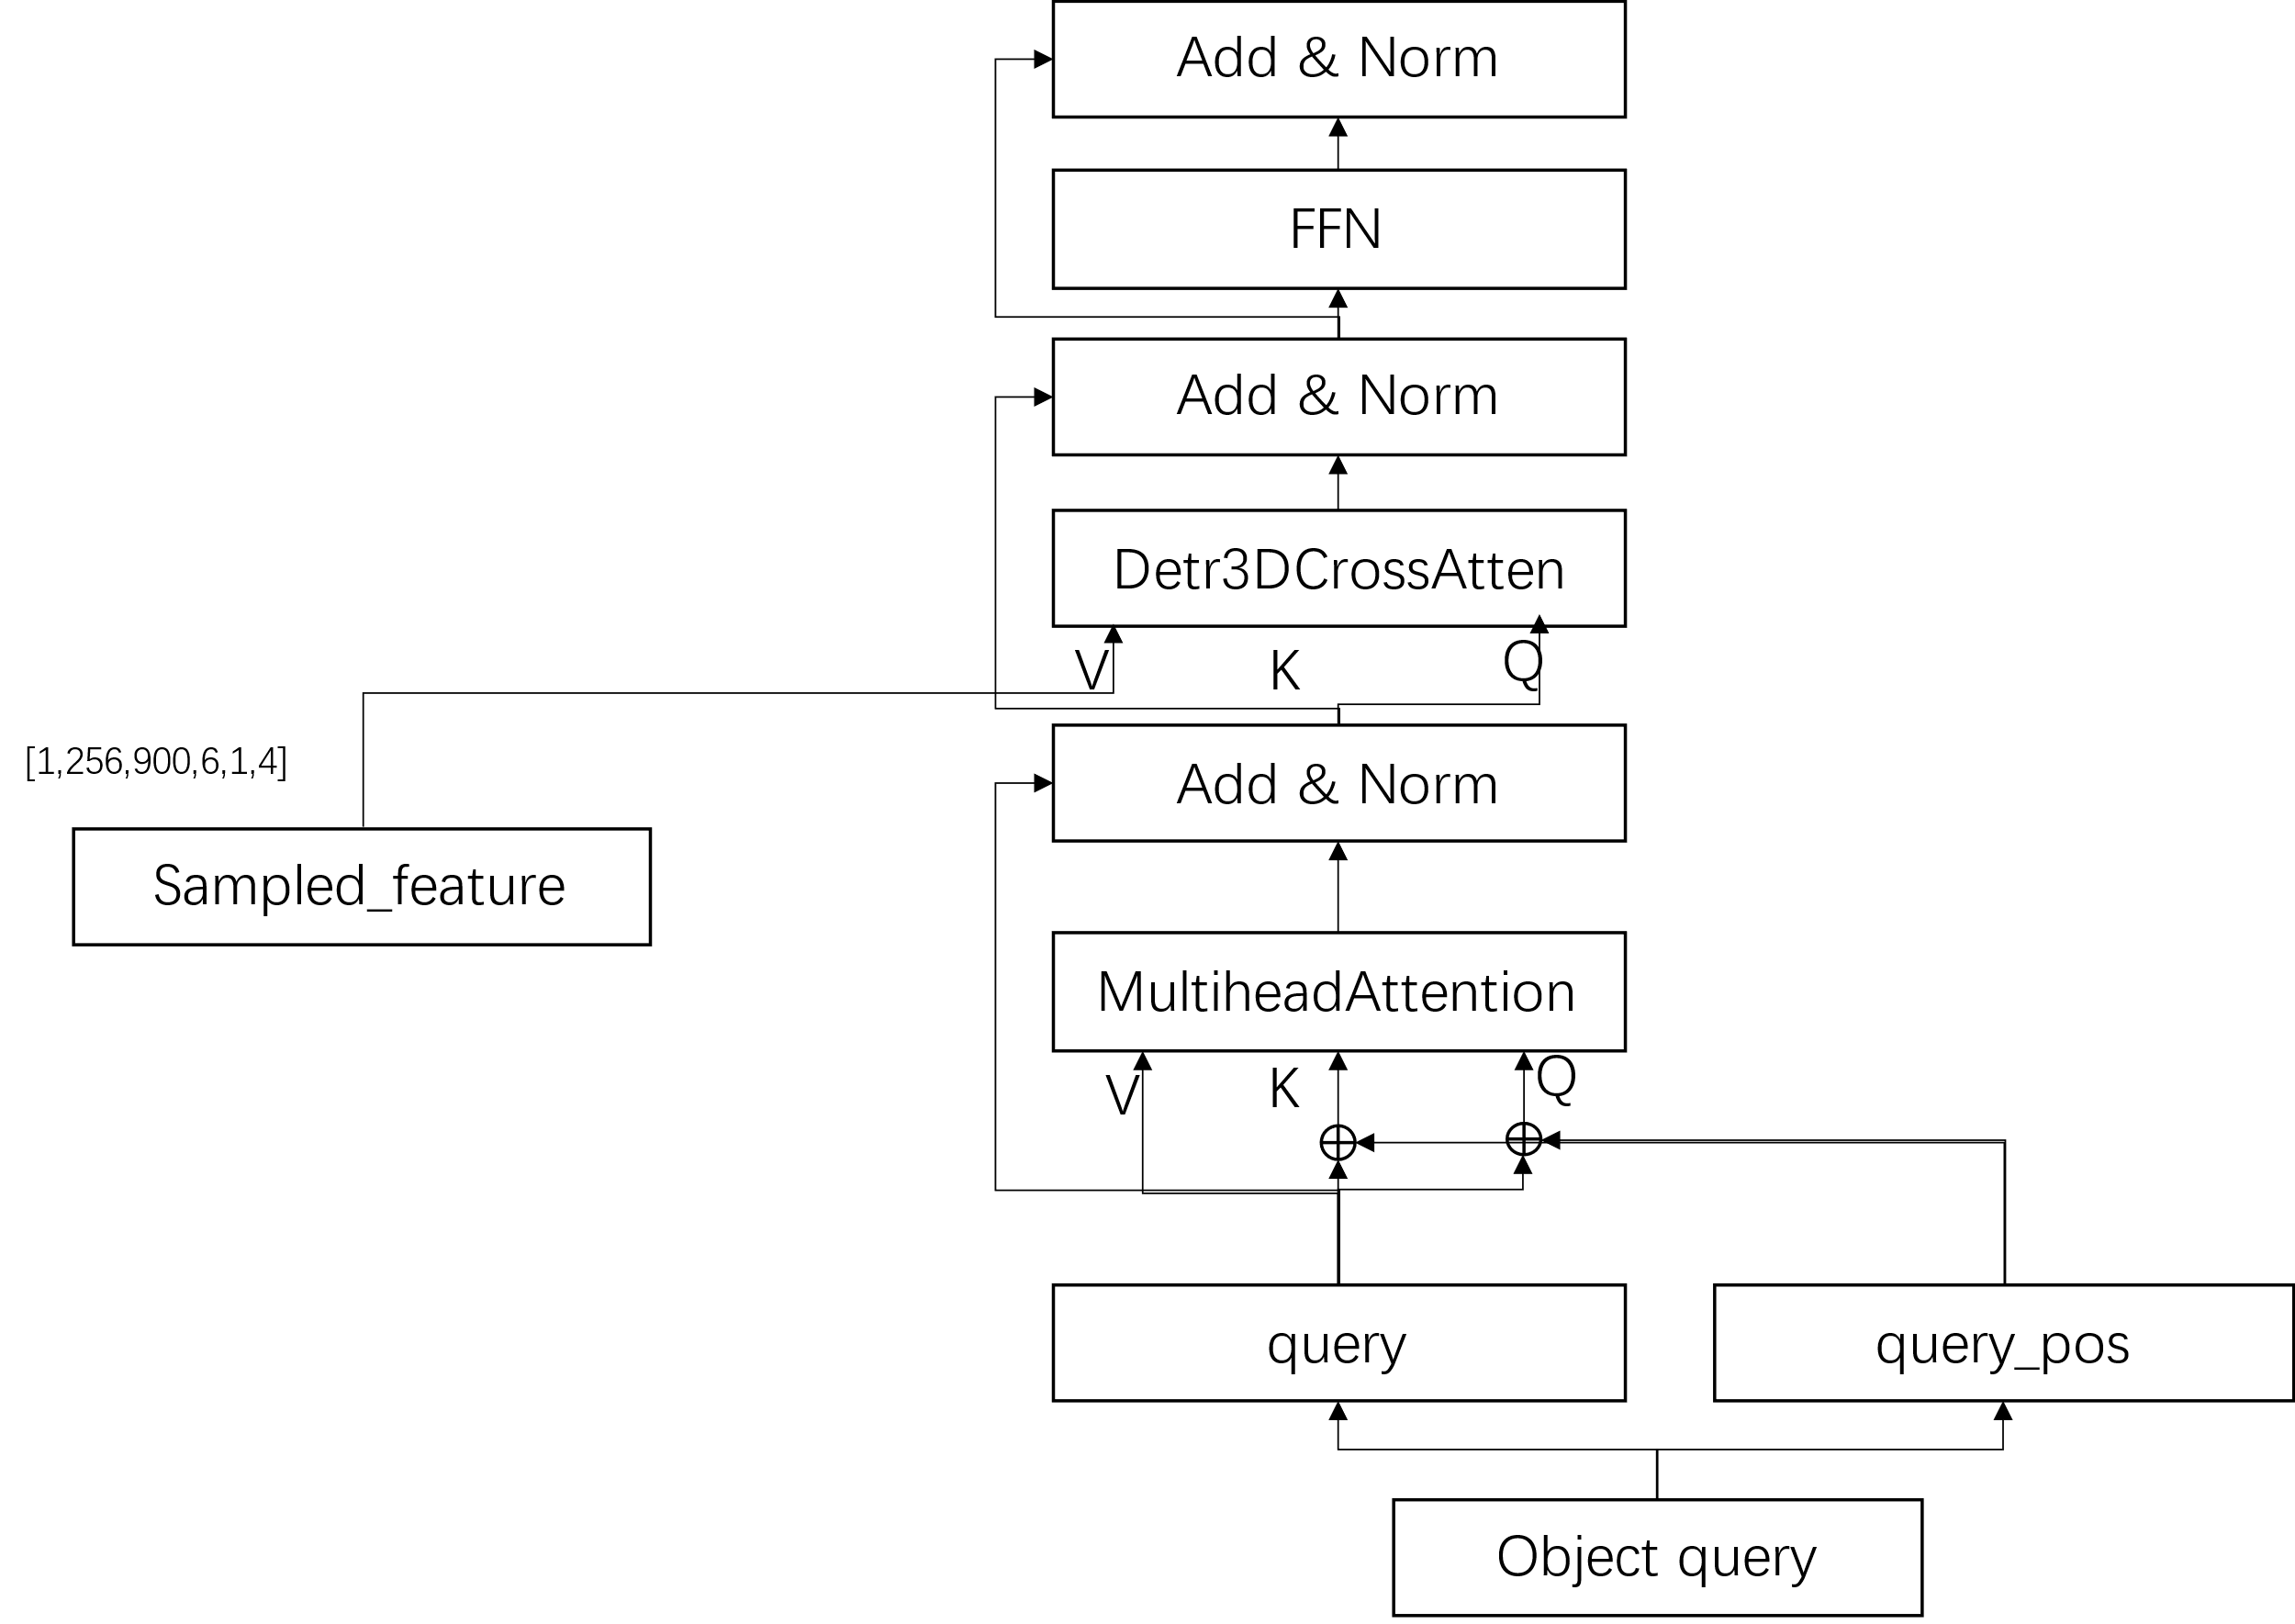 Add & Norm
FFN
Add & Norm
Detr3DCrossAtten
V K Q
[1,256,900,6,1,4]
Add & Norm
Sampled_feature
MultiheadAttention
V K Q
query query_pos
Object query